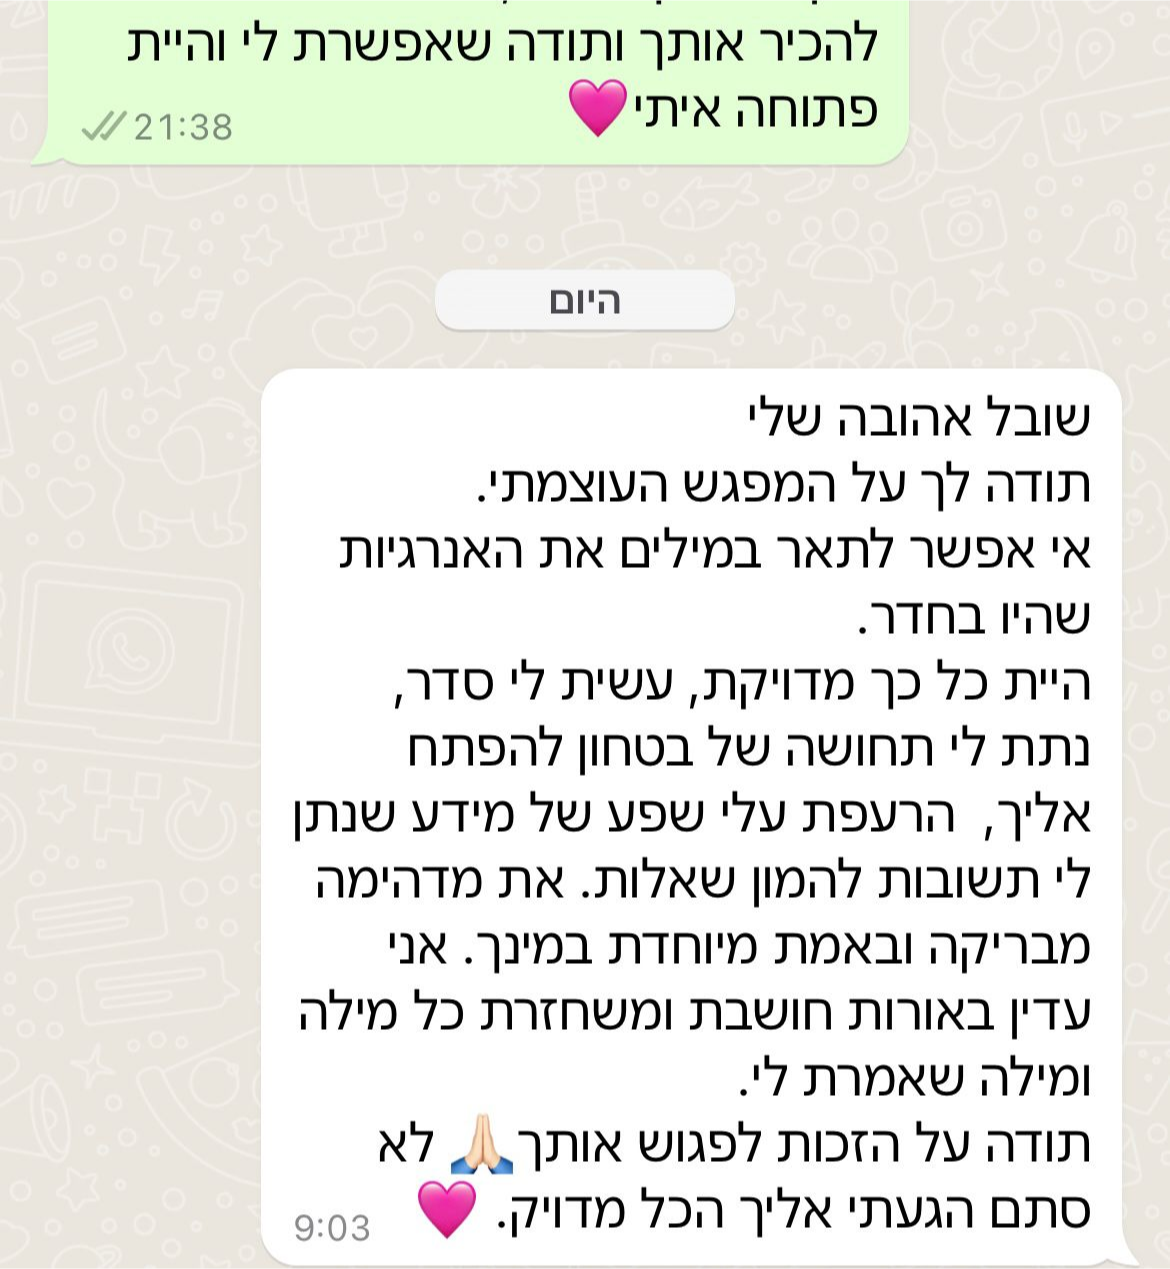 להכיר אותך ותודה שאפשרת לי והיית
פתוחה איתי🩷
21:38
היום
שובל אהובה שלי
תודה לך על המפגש העוצמתי.
אי אפשר לתאר במילים את האנרגיות
שהיו בחדר.
היית כל כך מדויקת, עשית לי סדר,
נתת לי תחושה של בטחון להפתח
אליך,  הרעפת עלי שפע של מידע שנתן
לי תשובות להמון שאלות. את מדהימה
מבריקה ובאמת מיוחדת במינך. אני
עדין באורות חושבת ומשחזרת כל מילה
ומילה שאמרת לי.
תודה על הזכות לפגוש אותך🙏🏻 לא
סתם הגעתי אליך הכל מדויק. 🩷
9:03